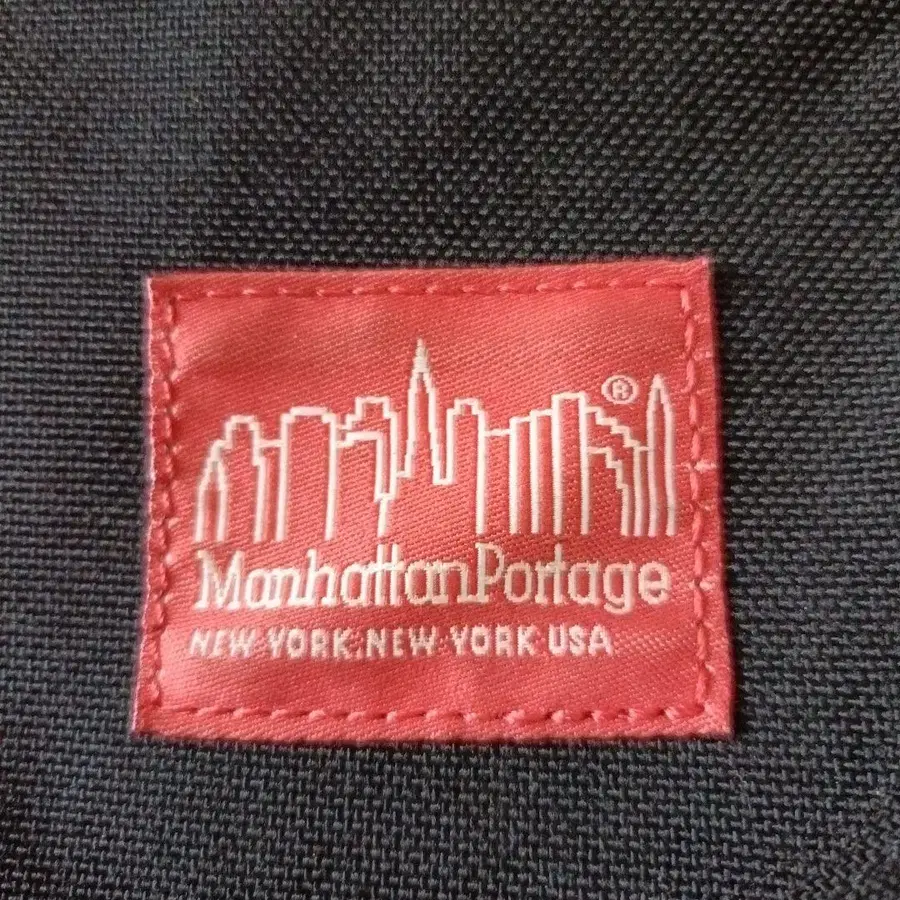 ®
ManhattanPortage
NEW YORK, NEW YORK USA